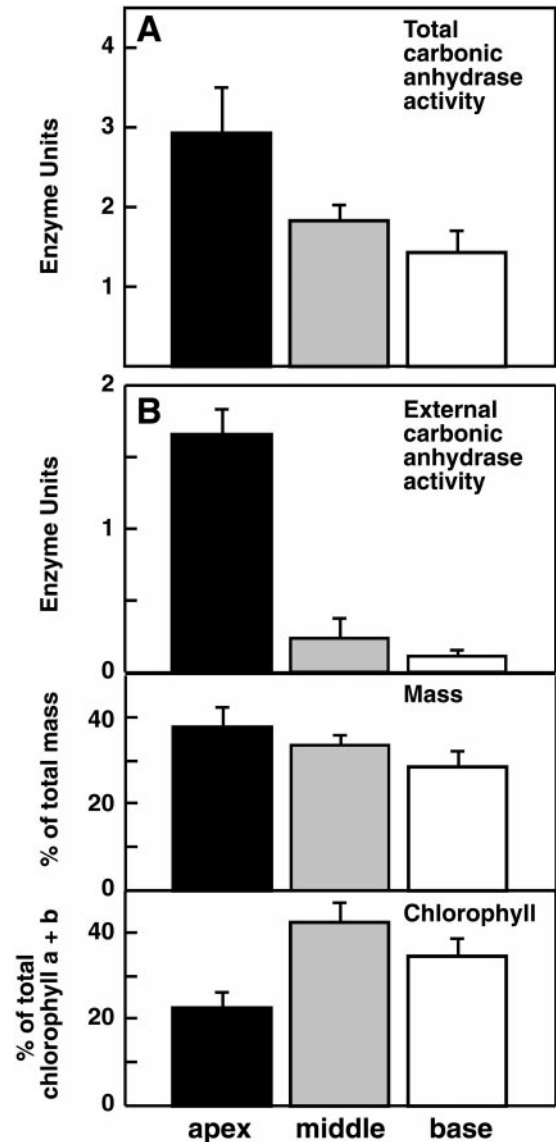 A
Total
carbonic
anhydrase
activity
4
3
2
1
Enzyme Units
B
External
carbonic
anhydrase
activity
2
1
0
Enzyme Units
Mass
40
20
0
% of total mass
Chlorophyll
40
20
0
% of total
chlorophyll a + b
apex middle base